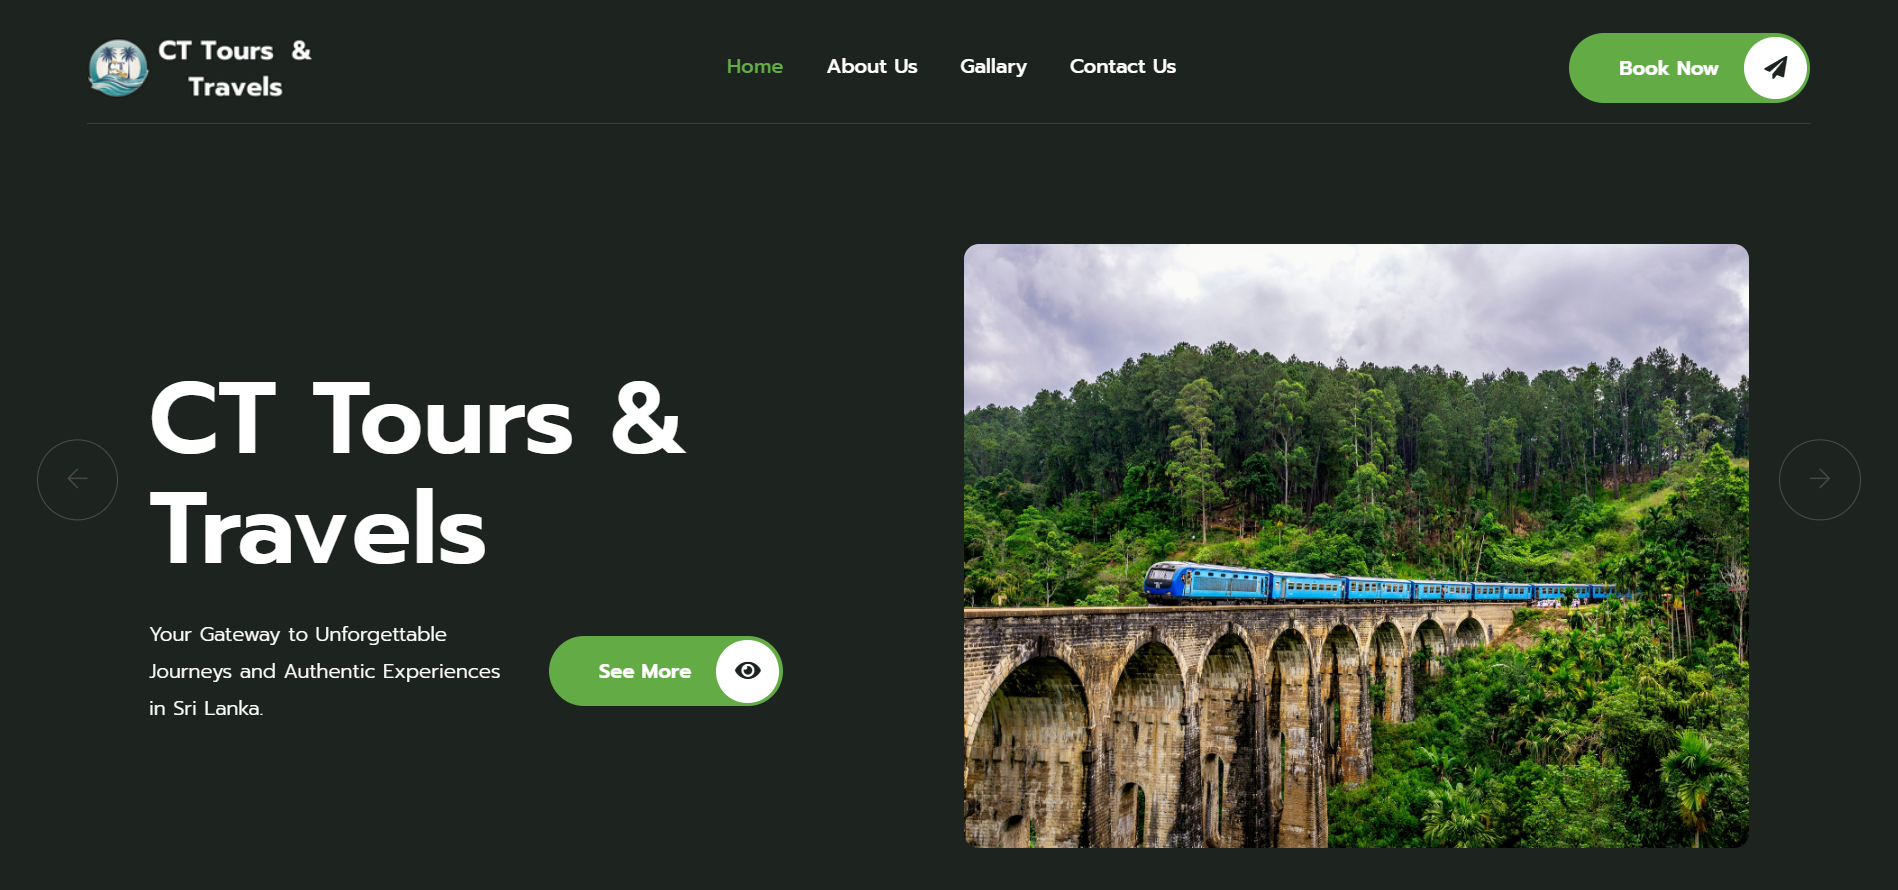 CT Tours &
Travels
Home
About Us
Gallary
Contact Us
Book Now
CT Tours &
Travels
Your Gateway to Unforgettable
Journeys and Authentic Experiences
in Sri Lanka.
See More